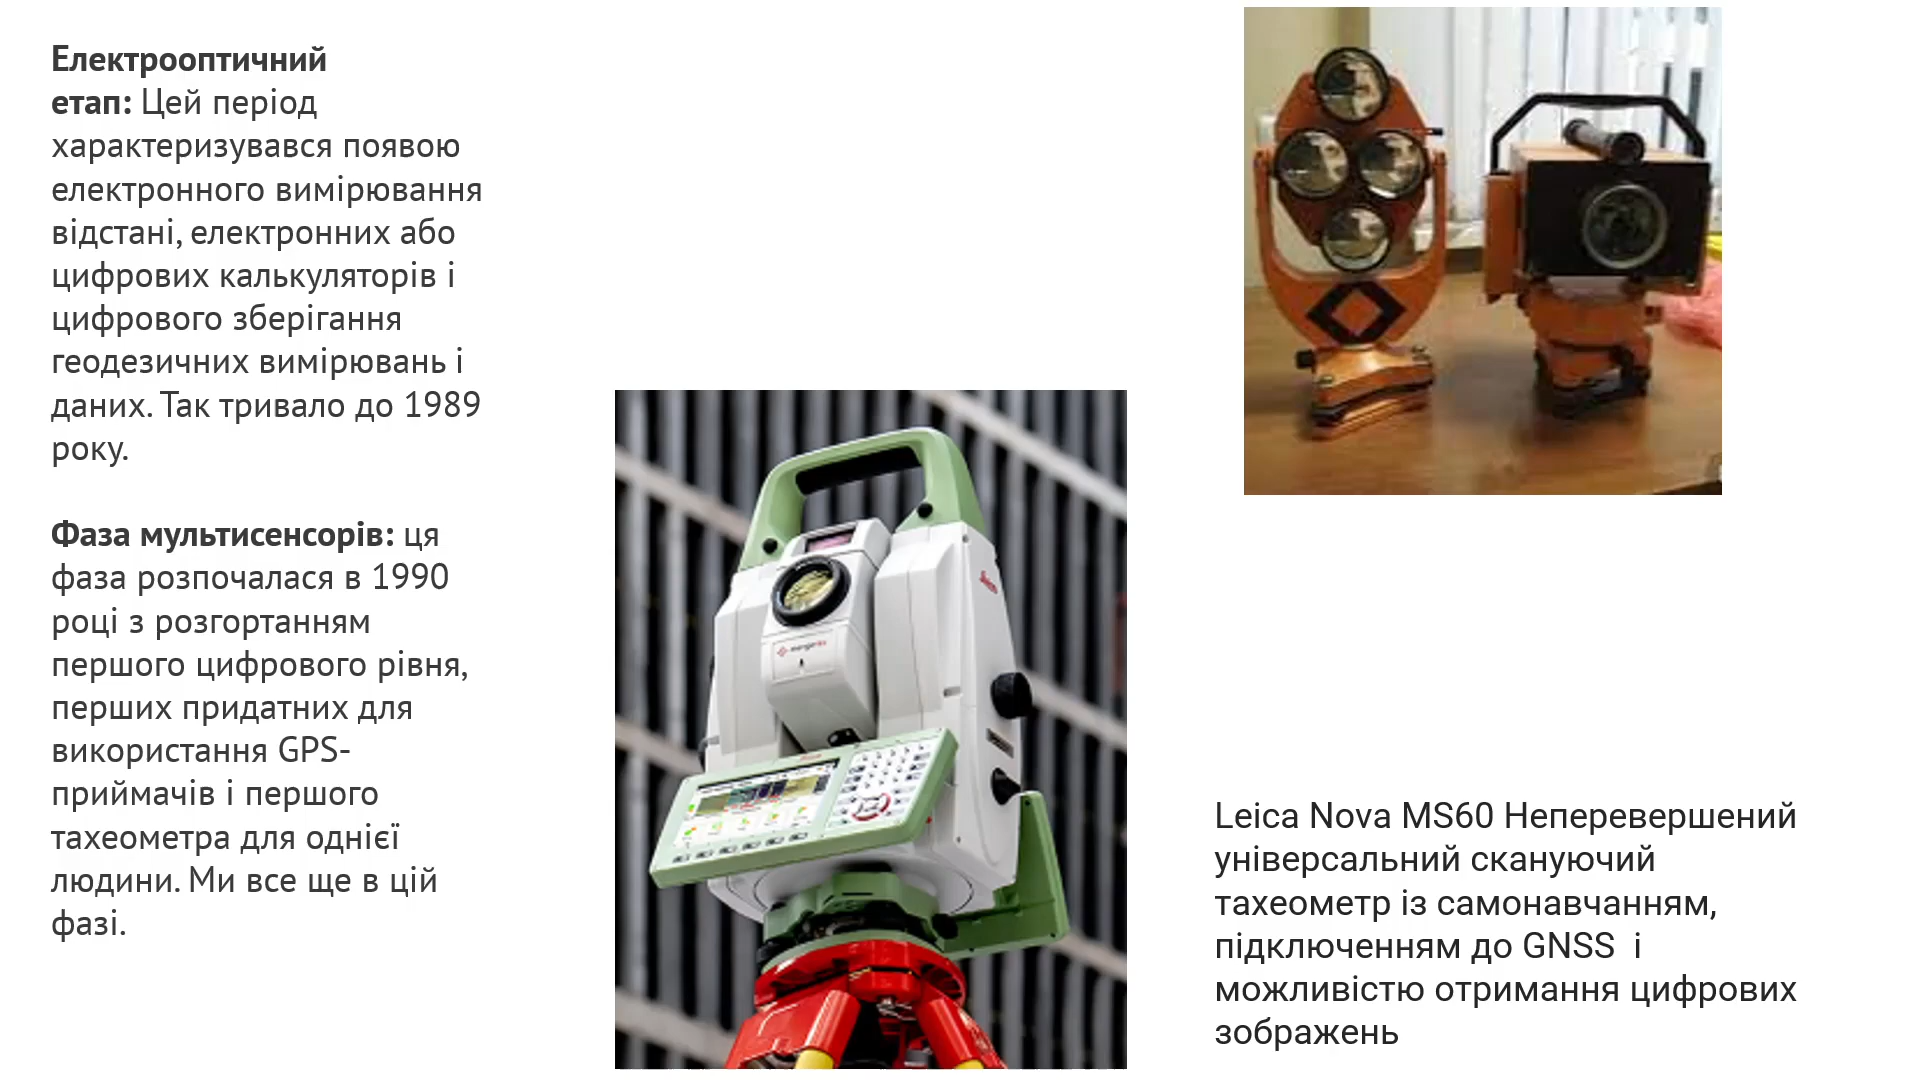 Електрооптичний
етап: Цей період
характеризувався появою
електронного вимірювання
відстані, електронних або
цифрових калькуляторів і
цифрового зберігання
геодезичних вимірювань і
даних. Так тривало до 1989
року.
Фаза мультисенсорів: ця
фаза розпочалася в 1990
році з розгортанням
першого цифрового рівня,
перших придатних для
використання GPS-
приймачів і першого
тахеометра для однієї
людини. Ми все ще в цій
фазі.
Leica Nova MS60 Неперевершений
універсальний скануючий
тахеометр із самонавчанням,
підключенням до GNSS  і
можливістю отримання цифрових
зображень